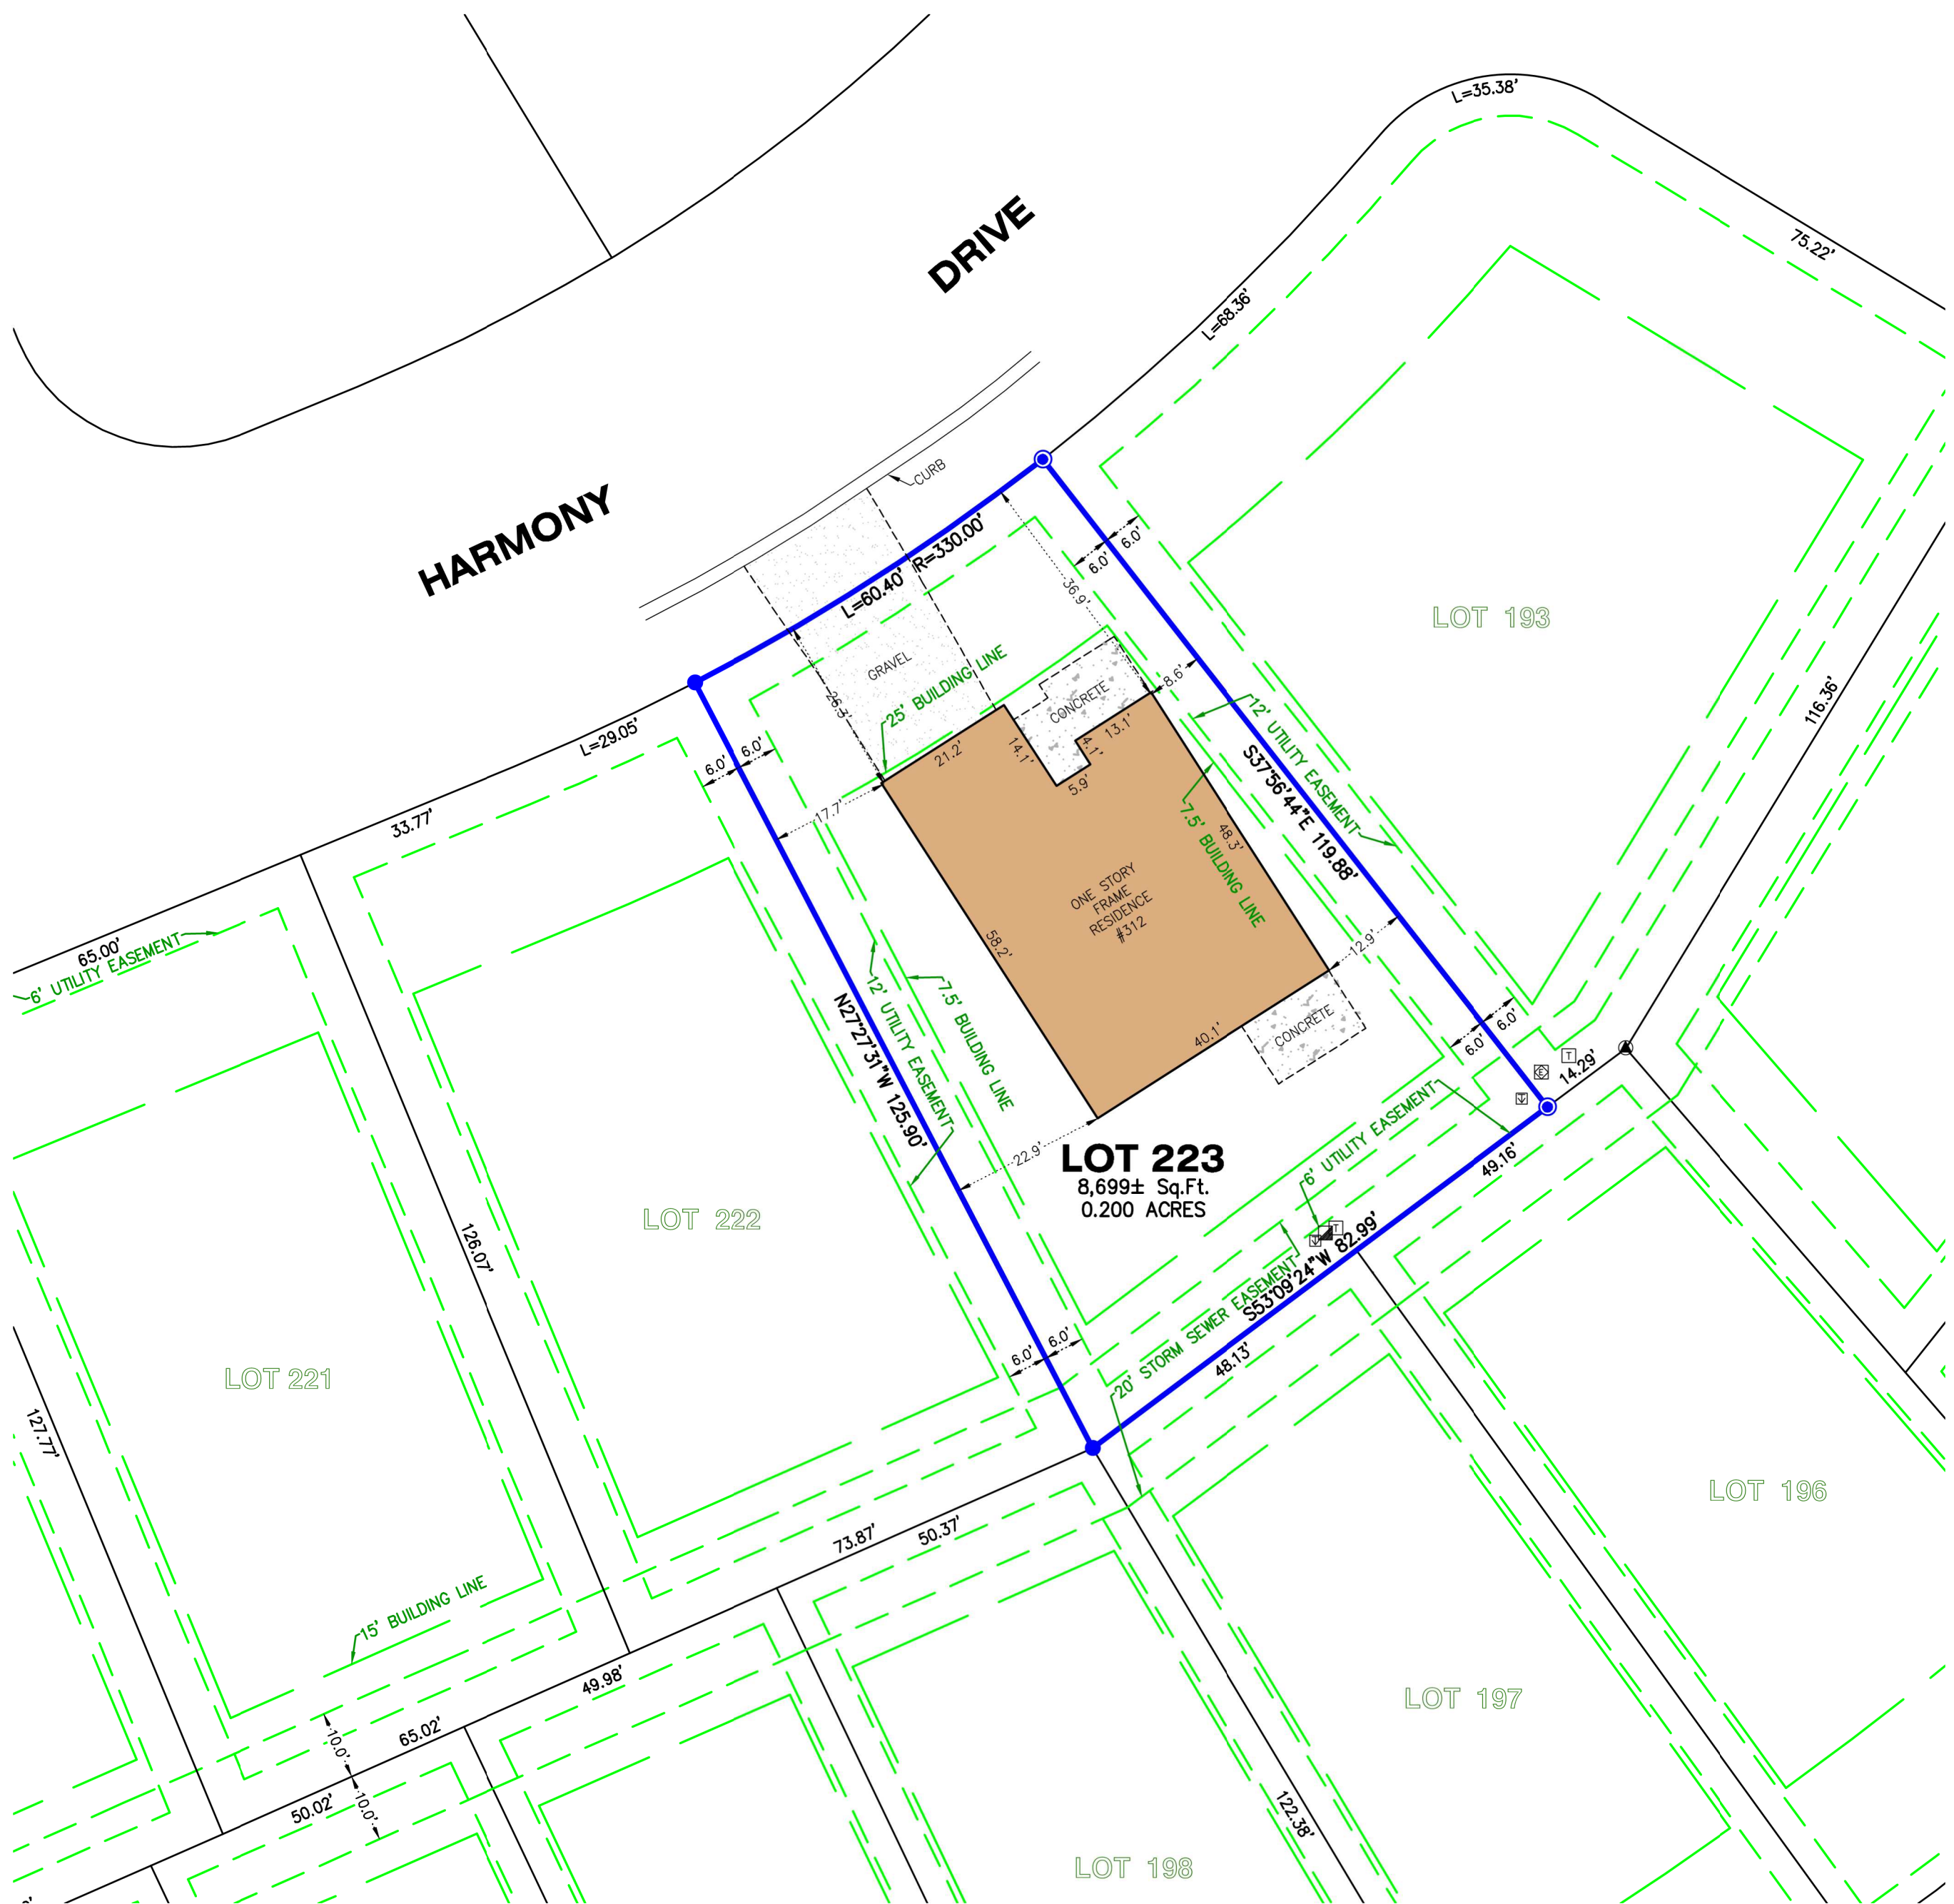 L=35.38'
75.22'
DRIVE
L=68.36'
CURB
HARMONY
L=60.40' R=330.00'
6.0'
6.0'
36.9'
LOT 193
GRAVEL
25' BUILDING LINE
26.3'
CONCRETE
8.6'
116.36'
L=29.05'
6.0'
6.0'
21.2'
14.1'
4.1'
13.1'
5.9'
12' UTILITY EASEMENT
S37°56'44"E 119.88'
17.7'
33.77'
7.5' BUILDING LINE
48.3'
ONE STORY
FRAME
RESIDENCE
#312
65.00'
6' UTILITY EASEMENT
58.2'
12.9'
12' UTILITY EASEMENT
7.5' BUILDING LINE
N27°27'31"W 125.90'
40.1'
CONCRETE
6.0'
6.0'
T
E
14.29'
22.9'
LOT 223
8,699± Sq.Ft.
0.200 ACRES
6' UTILITY EASEMENT
49.16'
LOT 222
126.07'
T
S53°09'24"W 82.99'
20' STORM SEWER EASEMENT
48.13'
6.0'
6.0'
LOT 221
127.77'
LOT 196
73.87'
50.37'
15' BUILDING LINE
49.98'
LOT 197
65.02'
10.0'
10.0'
50.02'
122.38'
LOT 198